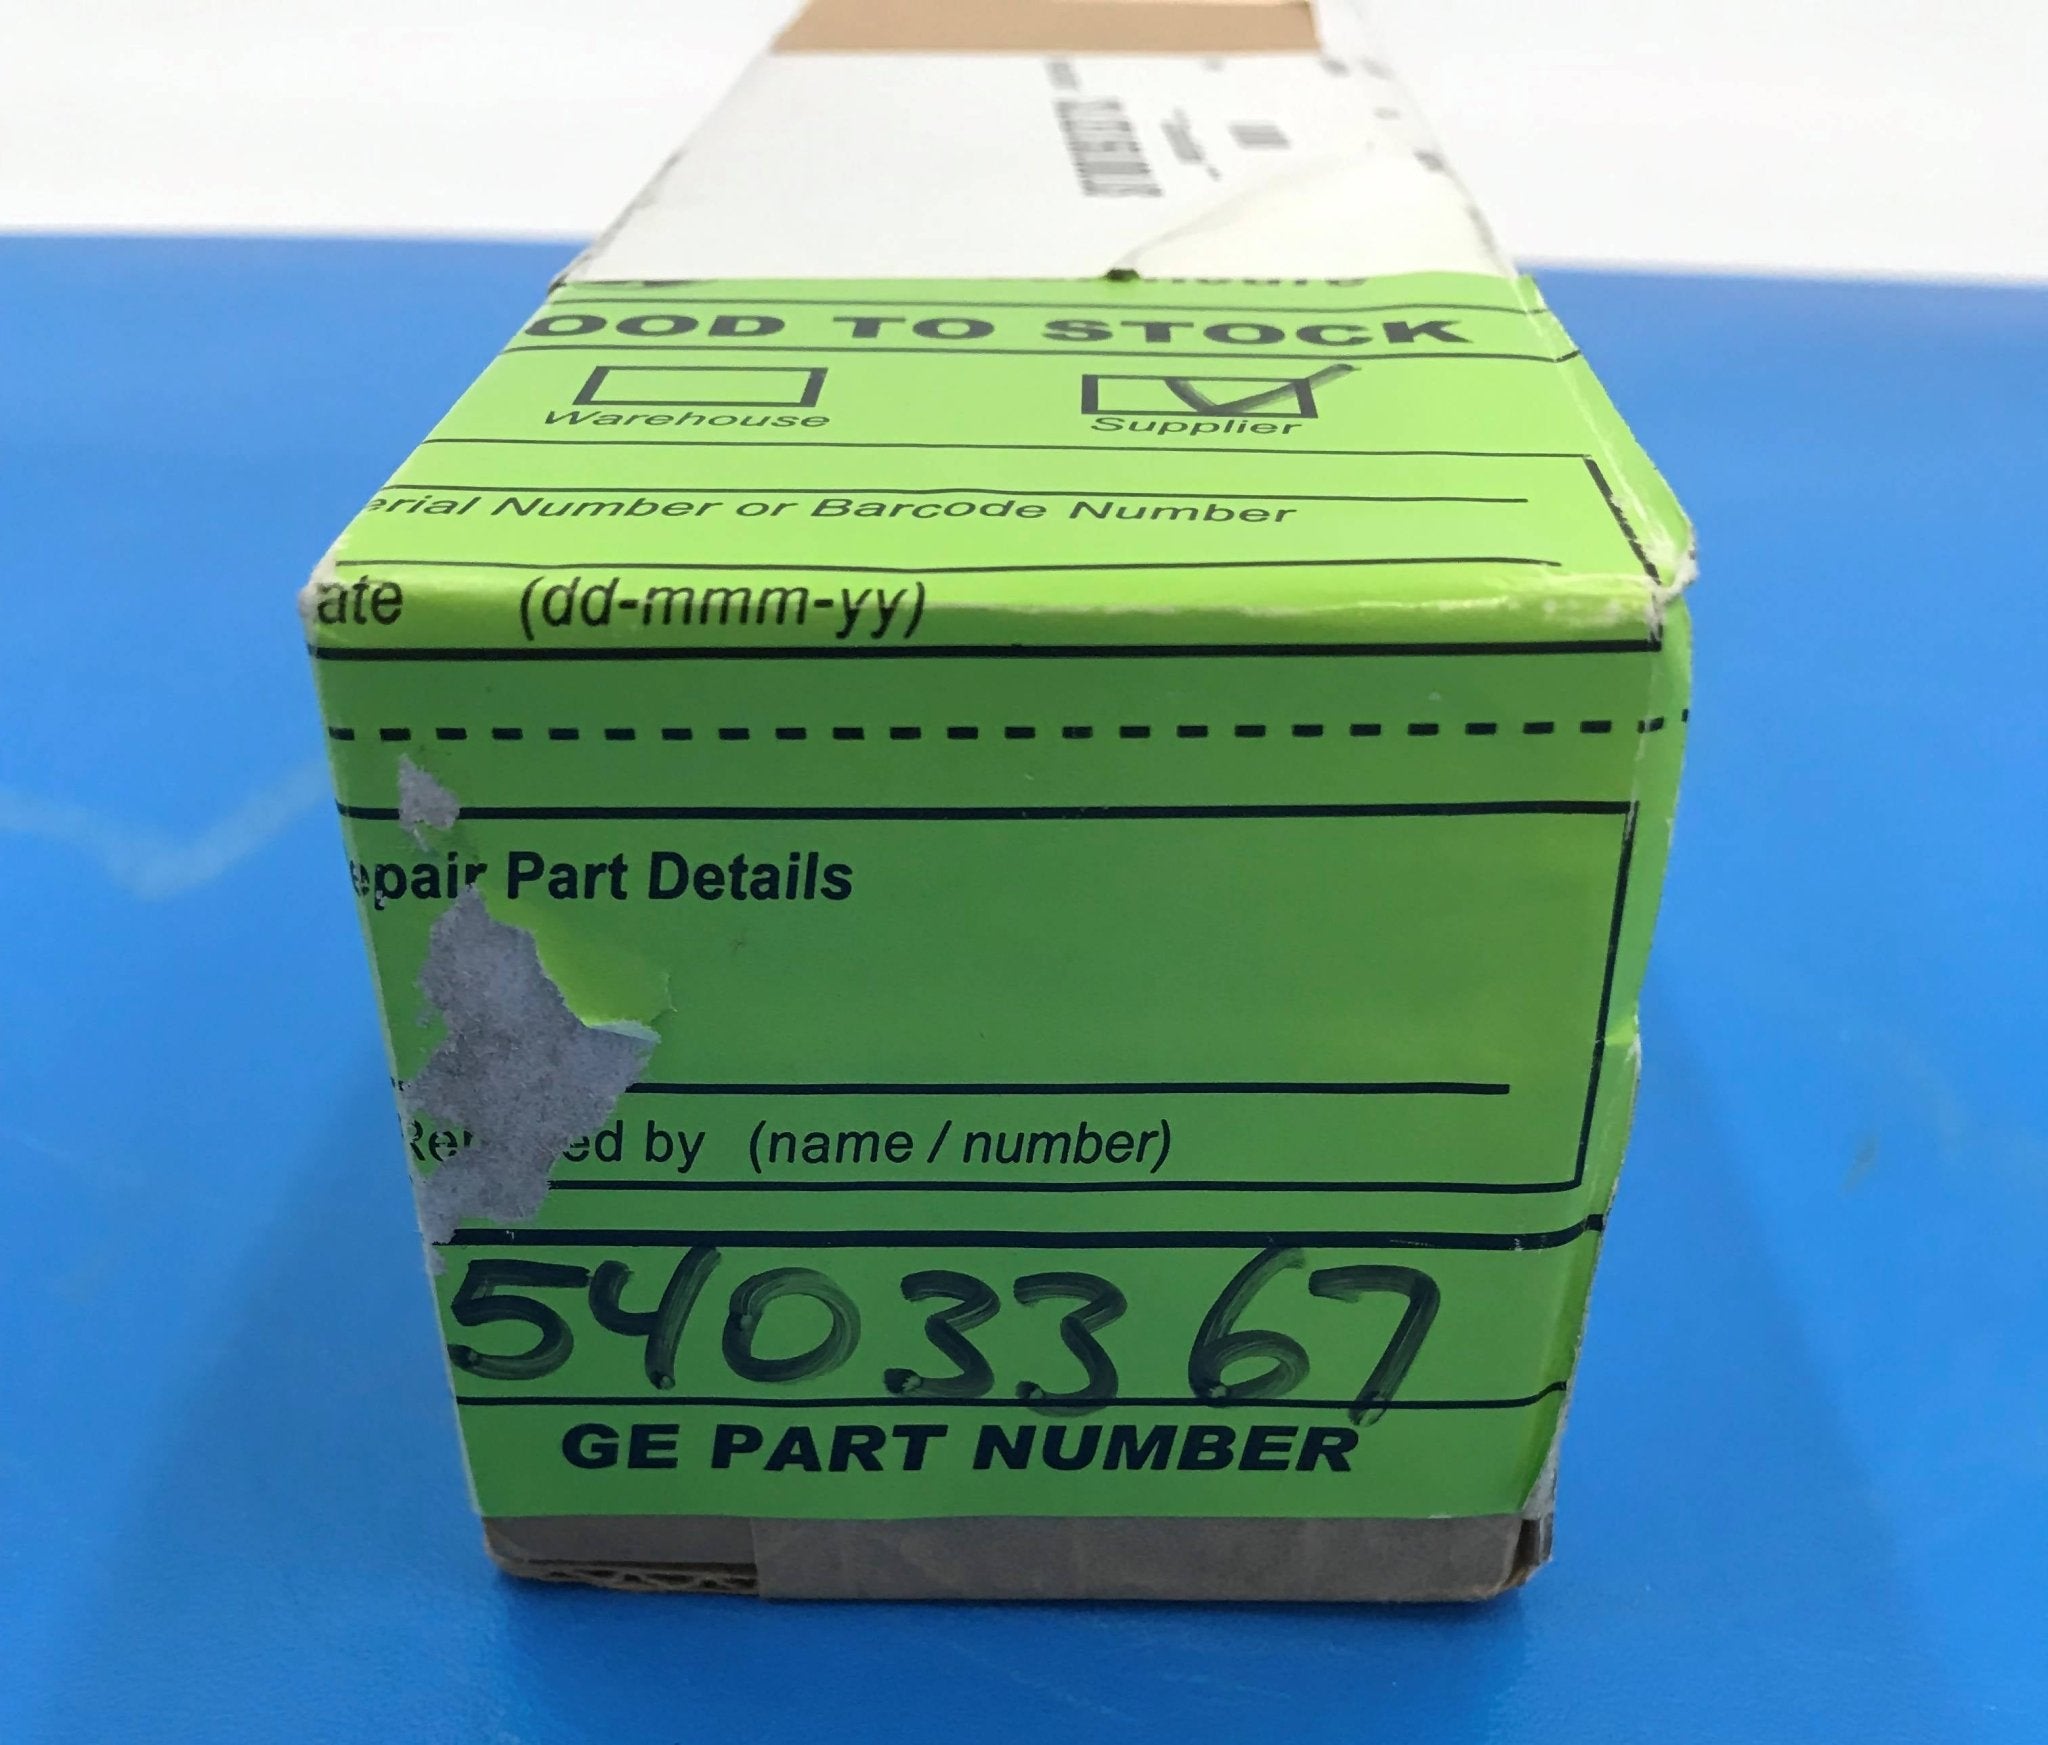 OOD TO STOCK
Warehouse Supplier
erial Number or Barcode Number
ate (dd-mmm-yy)
epair Part Details
ed by (name / number)
5403367
GE PART NUMBER